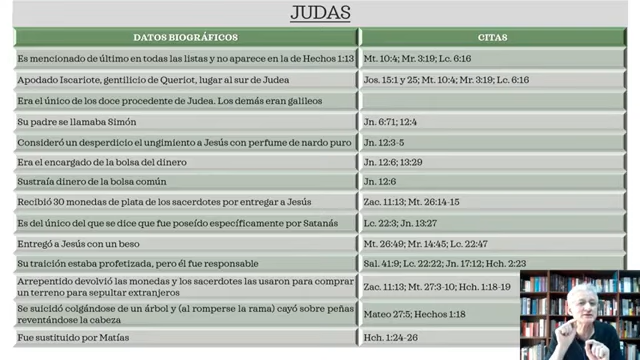 JUDAS
DATOS BIOGRÁFICOS
CITAS
Es mencionado de último en todas las listas y no aparece en la de Hechos 1:13
Mt. 10:4; Mr. 3:19; Lc. 6:16
Apodado Iscariote, gentilicio de Queriot, lugar al sur de Judea
Jos. 15:1 y 25; Mt. 10:4; Mr. 3:19; Lc. 6:16
Era el único de los doce procedente de Judea. Los demás eran galileos
Su padre se llamaba Simón
Jn. 6:71; 12:4
Consideró un desperdicio el ungimiento a Jesús con perfume de nardo puro
Jn. 12:3-5
Era el encargado de la bolsa del dinero
Jn. 12:6; 13:29
Sustraía dinero de la bolsa común
Jn. 12:6
Recibió 30 monedas de plata de los sacerdotes por entregar a Jesús
Zac. 11:13; Mt. 26:14-15
Es del único del que se dice que fue poseído específicamente por Satanás
Lc. 22:3; Jn. 13:27
Entregó a Jesús con un beso
Mt. 26:49; Mr. 14:45; Lc. 22:47
Su traición estaba profetizada, pero él fue responsable
Sal. 41:9; Lc. 22:22; Jn. 17:12; Hch. 2:23
Arrepentido devolvió las monedas y los sacerdotes las usaron para comprar
un terreno para sepultar extranjeros
Zac. 11:13; Mt. 27:3-10; Hch. 1:18-19
Se suicidó colgándose de un árbol y (al romperse la rama) cayó sobre peñas
reventándose la cabeza
Mateo 27:5; Hechos 1:18
Fue sustituido por Matías
Hch. 1:24-26